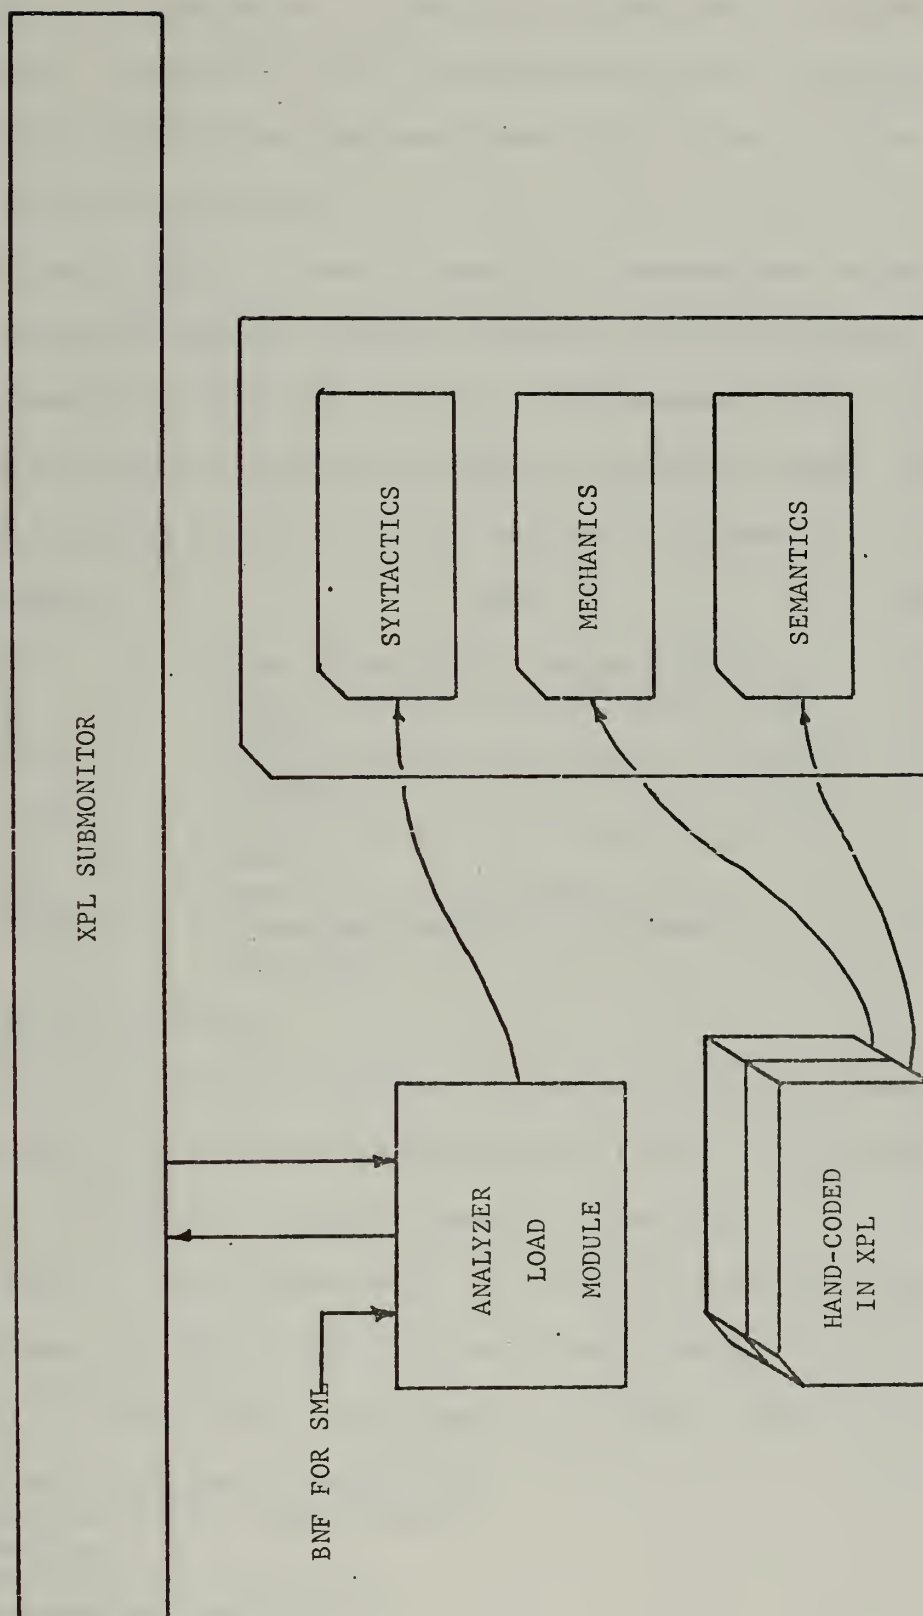 XPL SUBMONITOR
BNF FOR SML
ANALYZER
LOAD
MODULE
SYNTACTICS
MECHANICS
SEMANTICS
HAND-CODED
IN XPL